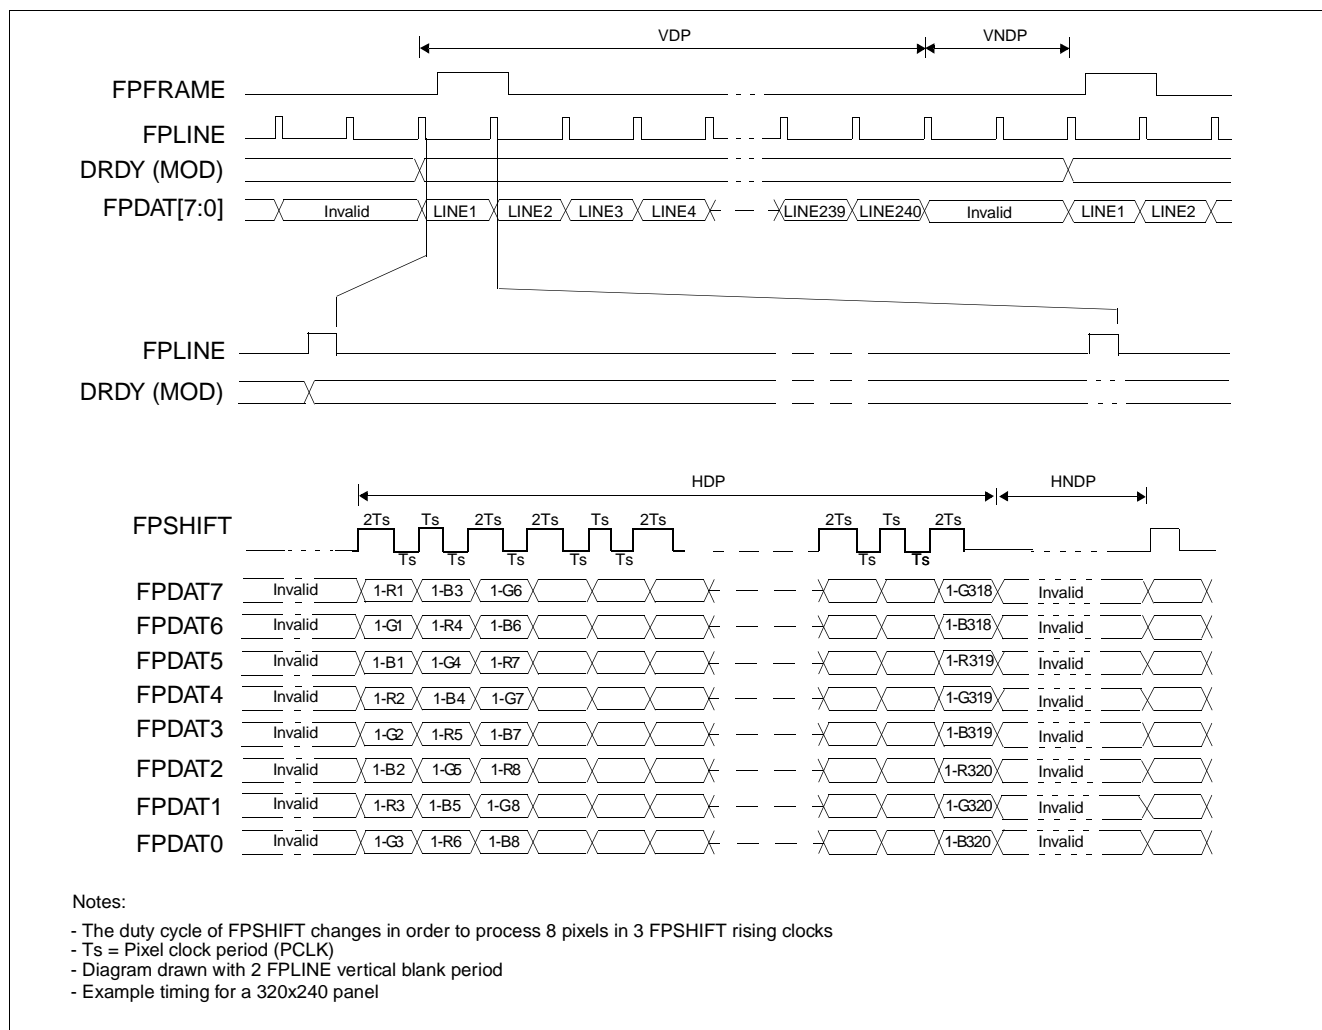 VDP VNDP
FPFRAME
FPLINE
DRDY (MOD)
FPDAT[7:0] Invalid LINE1 LINE2 LINE3 LINE4 LINE239 LINE240 Invalid LINE1 LINE2
FPLINE
DRDY (MOD)
HDP HNDP
FPSHIFT 2Ts Ts 2Ts 2Ts Ts 2Ts 2Ts Ts 2Ts
Ts Ts Ts Ts Ts Ts Ts
FPDAT7 Invalid 1-R1 1-B3 1-G6 1-G318 Invalid
FPDAT6 Invalid 1-G1 1-R4 1-B6 1-B318 Invalid
FPDAT5 Invalid 1-B1 1-G4 1-R7 1-R319 Invalid
FPDAT4 Invalid 1-R2 1-B4 1-G7 1-G319 Invalid
FPDAT3 Invalid 1-G2 1-R5 1-B7 1-B319 Invalid
FPDAT2 Invalid 1-B2 1-G5 1-R8 1-R320 Invalid
FPDAT1 Invalid 1-R3 1-B5 1-G8 1-G320 Invalid
FPDAT0 Invalid 1-G3 1-R6 1-B8 1-B320 Invalid
Notes:
- The duty cycle of FPSHIFT changes in order to process 8 pixels in 3 FPSHIFT rising clocks
- Ts = Pixel clock period (PCLK)
- Diagram drawn with 2 FPLINE vertical blank period
- Example timing for a 320x240 panel